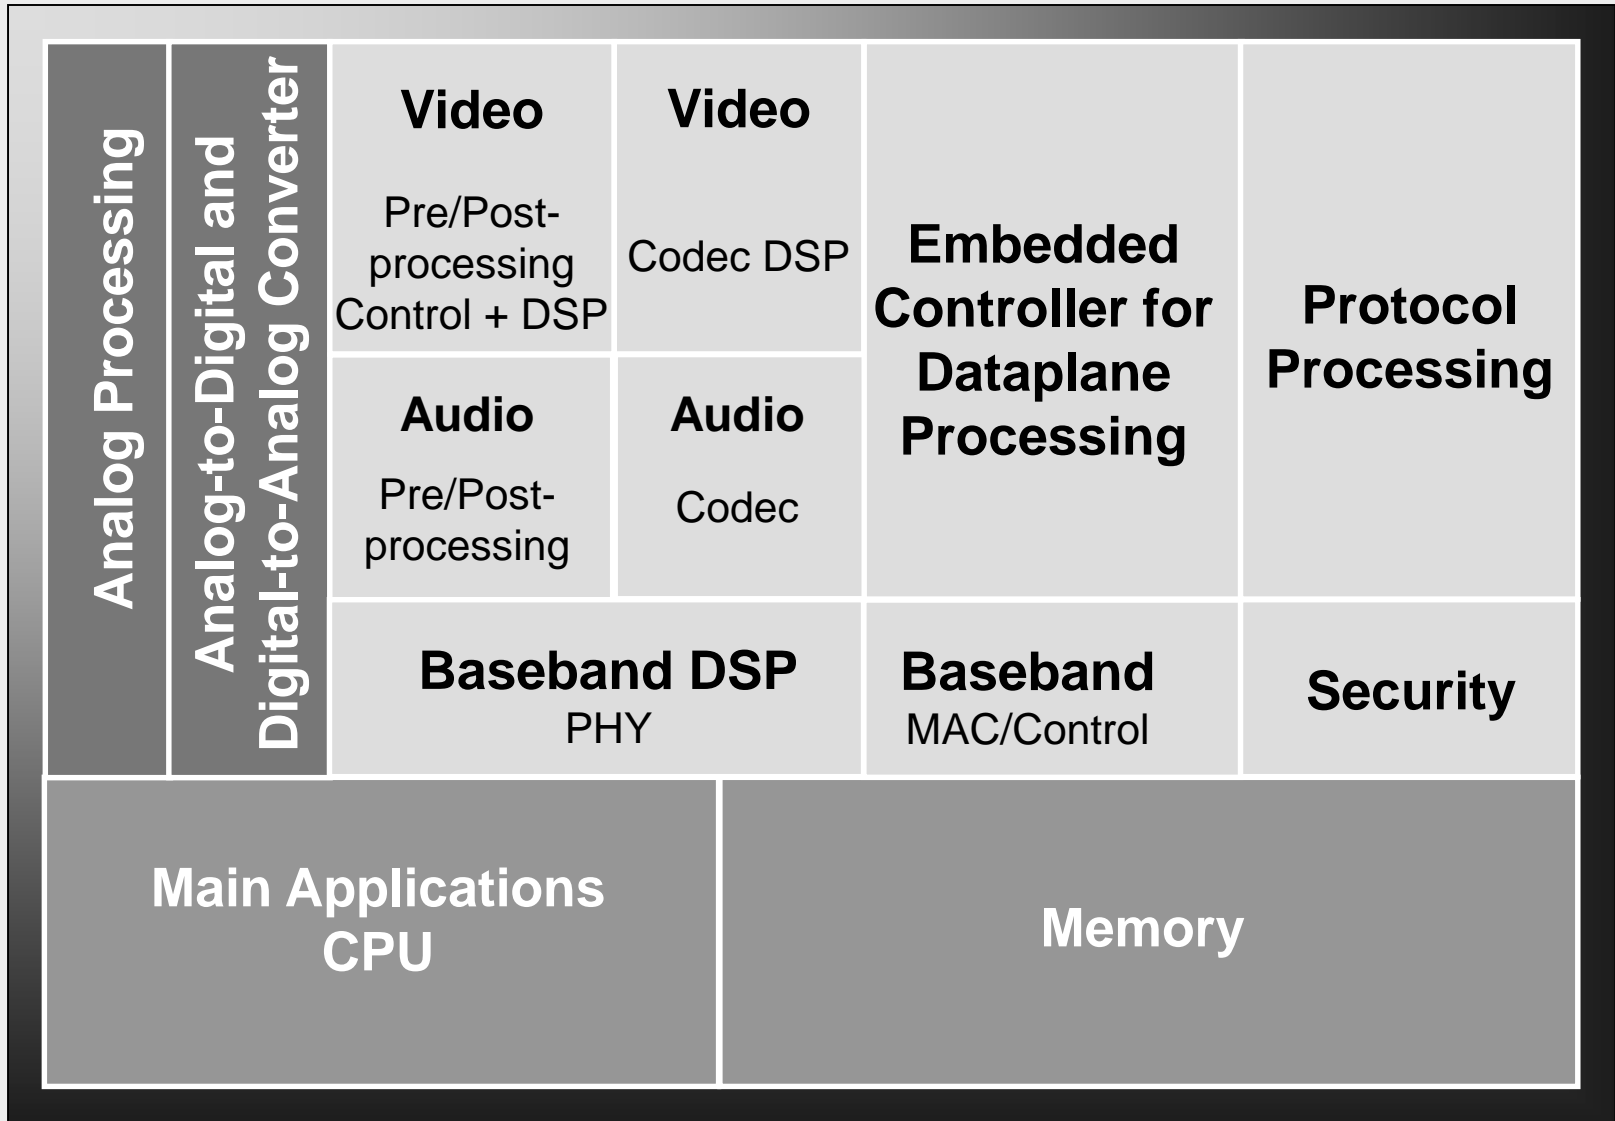 Analog Processing
Analog-to-Digital and
Digital-to-Analog Converter
Video
Pre/Post-
processing
Control + DSP
Video
Codec DSP
Audio
Pre/Post-
processing
Audio
Codec
Embedded
Controller for
Dataplane
Processing
Protocol
Processing
Baseband DSP
PHY
Baseband
MAC/Control
Security
Main Applications
CPU
Memory